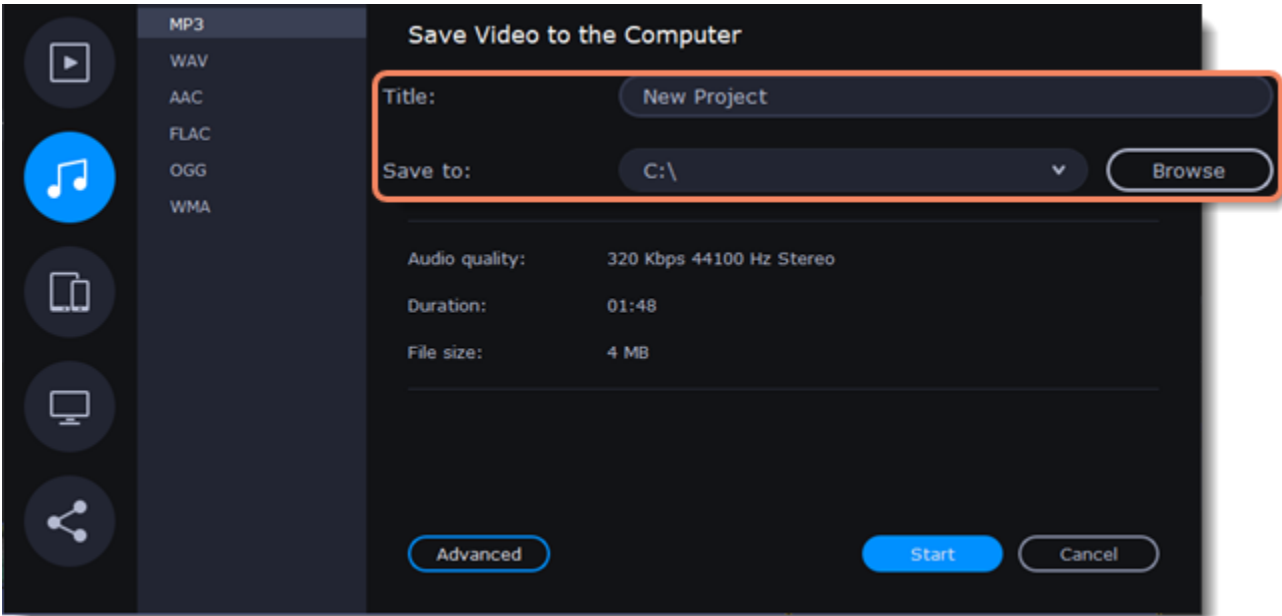 MP3
WAV
AAC
FLAC
OGG
WMA
Save Video to the Computer
Title: New Project
Save to: C:\ Browse
Audio quality: 320 Kbps 44100 Hz Stereo
Duration: 01:48
File size: 4 MB
Advanced Start Cancel